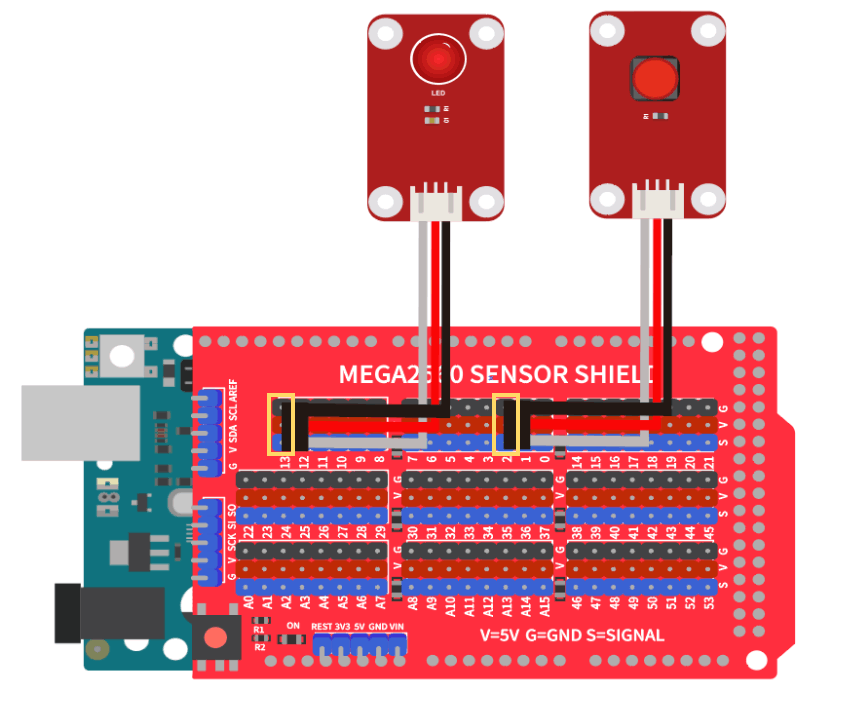 LED
R1
MEGA2560 SENSOR SHIELD
G V SDA SCL AREF
G
V
S
13 12 11 10 9 8
7 6 5 4 3 2 1 0
14 15 16 17 18 19 20 21
G V SCK SI SO
G
V
S
22 23 24 25 26 27 28 29
30 31 32 33 34 35 36 37
38 39 40 41 42 43 44 45
G
V
S
A0 A1 A2 A3 A4 A5 A6 A7
A8 A9 A10 A11 A12 A13 A14 A15
46 47 48 49 50 51 52 53
R1
R2
ON
REST 3V3 5V GND VIN
V=5V G=GND S=SIGNAL